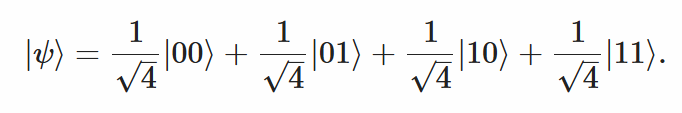 |ψ⟩ = 1/√4 |00⟩ + 1/√4 |01⟩ + 1/√4 |10⟩ + 1/√4 |11⟩.